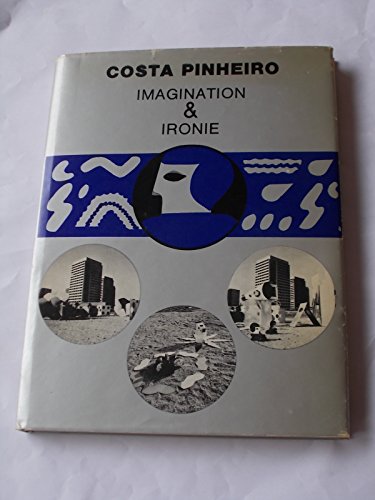 COSTA PINHEIRO
IMAGINATION
&
IRONIE